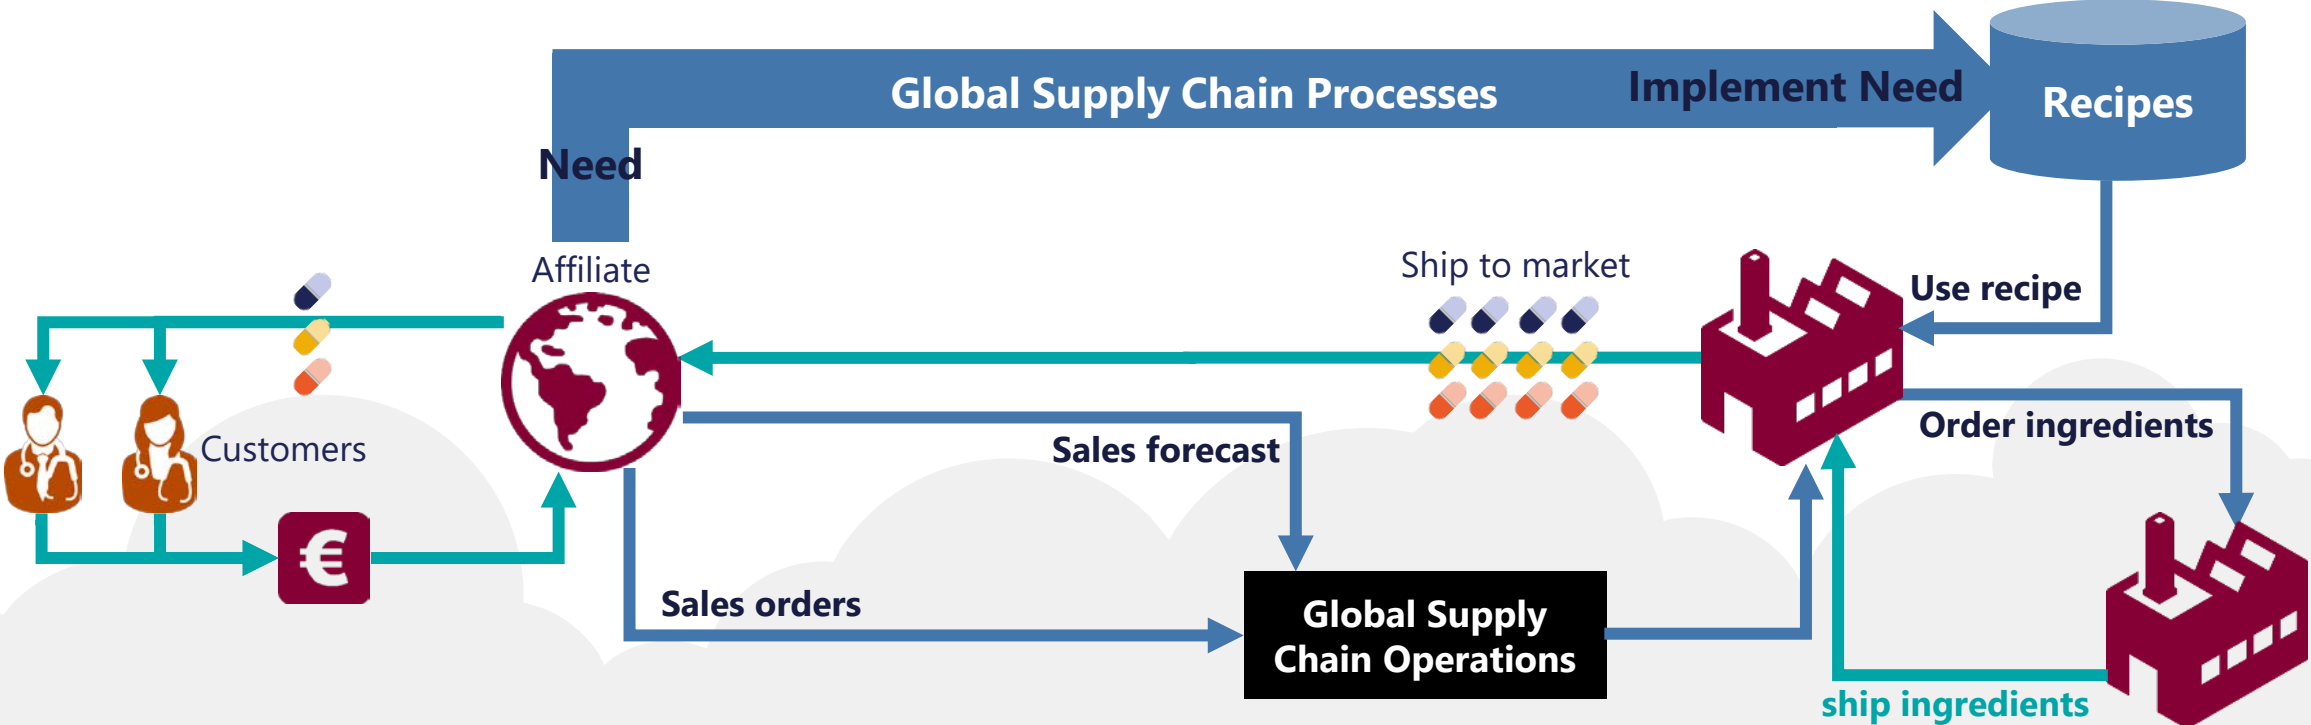 Global Supply Chain Processes
Implement Need
Recipes
Need
Affiliate
Ship to market
Use recipe
Order ingredients
Customers
Sales forecast
€
Sales orders
Global Supply
Chain Operations
ship ingredients